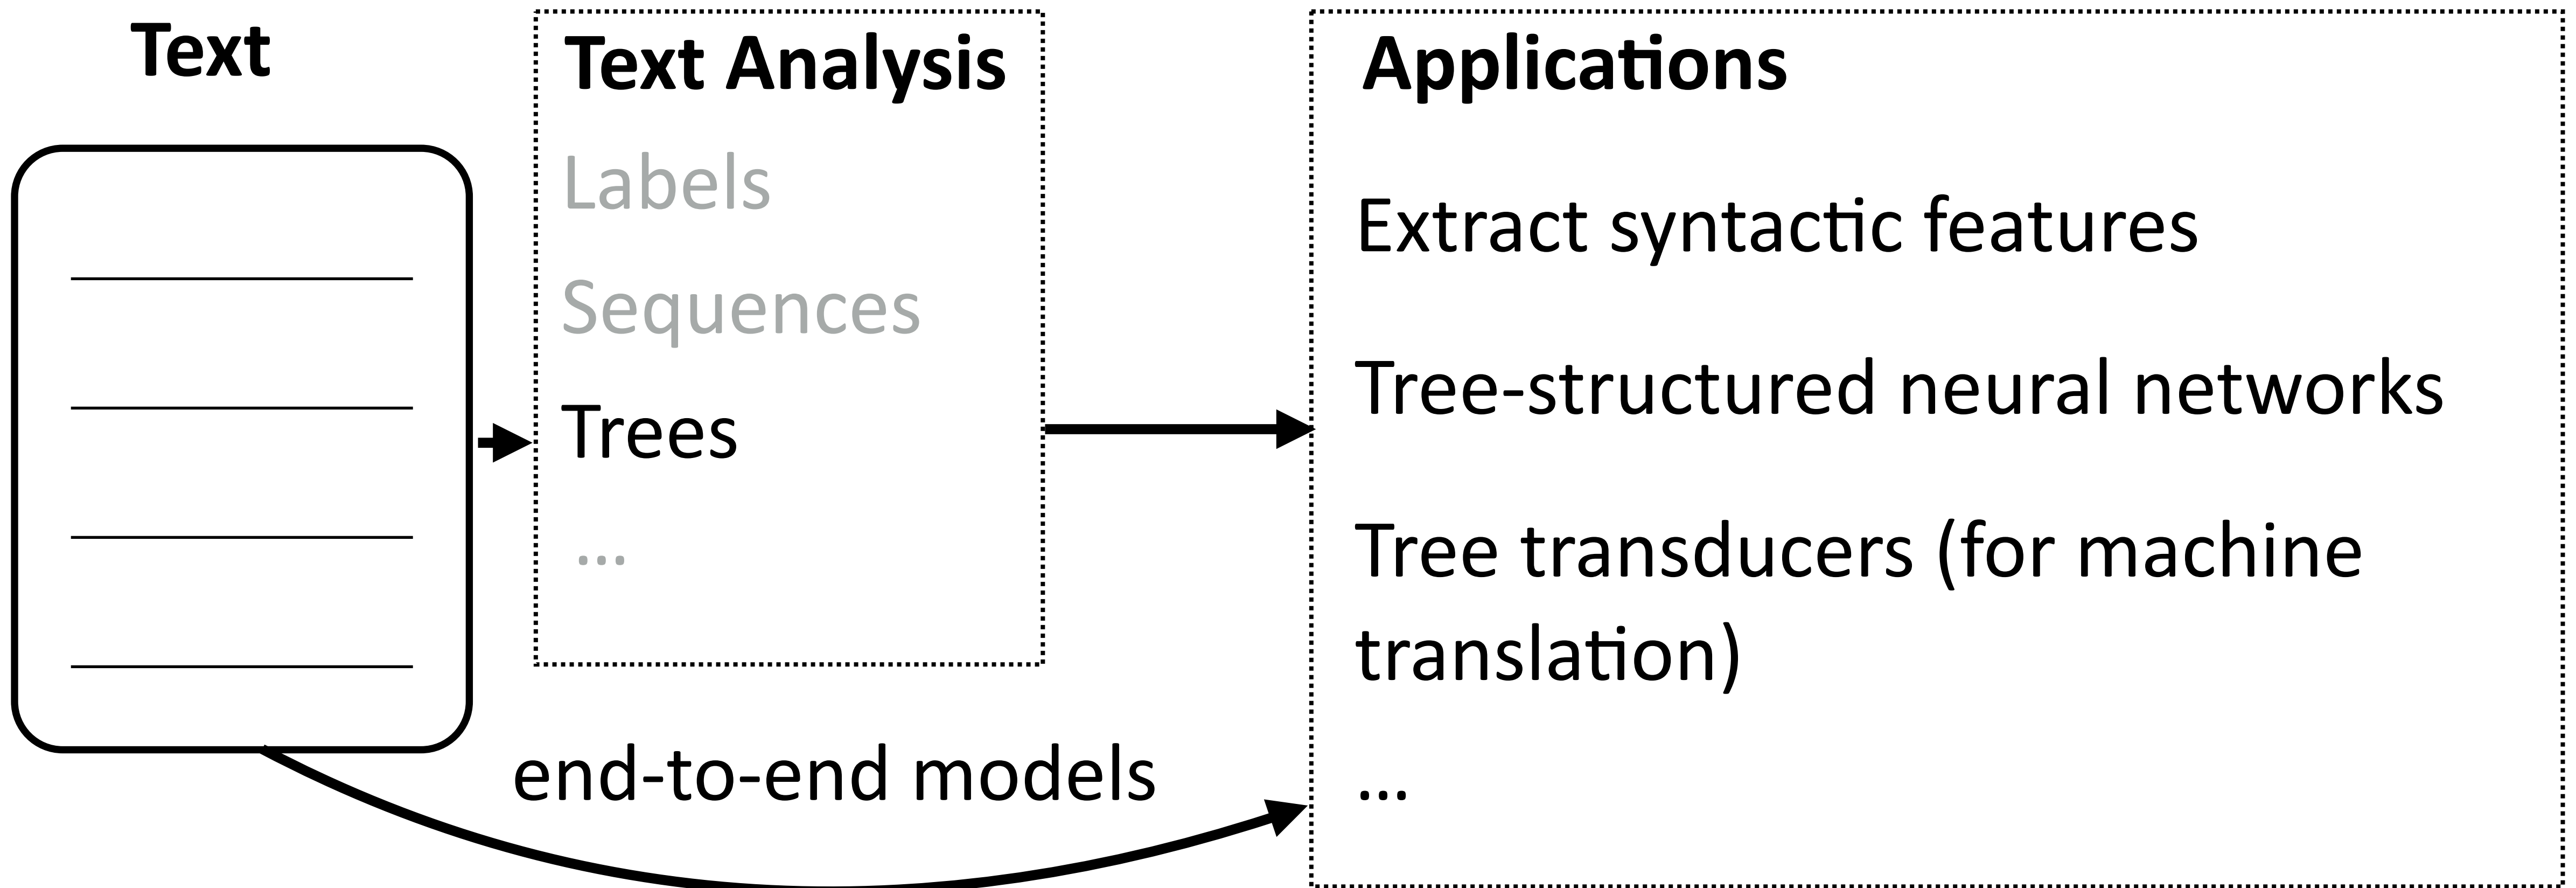 Text
Text Analysis
Labels
Sequences
Trees
...
end-to-end models
Applications
Extract syntactic features
Tree-structured neural networks
Tree transducers (for machine
translation)
...